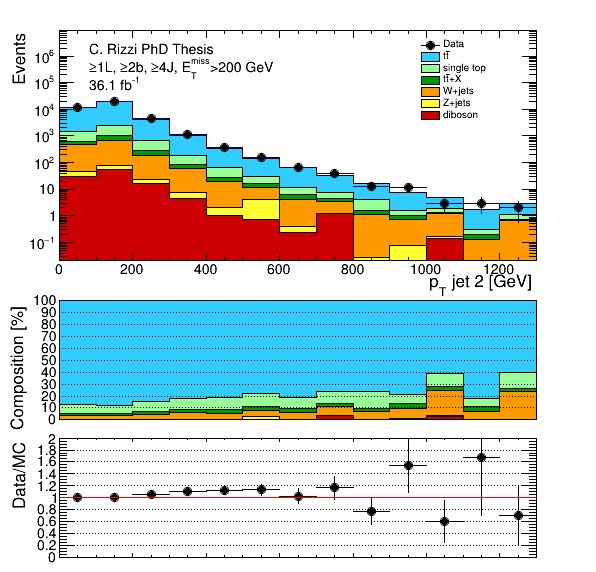 Events
C. Rizzi PhD Thesis
≥1L, ≥2b, ≥4J, E_T^miss>200 GeV
36.1 fb⁻¹
Data
tt̄
single top
tt̄+X
W+jets
Z+jets
diboson
10⁶
10⁵
10⁴
10³
10²
10
1
10⁻¹
0 200 400 600 800 1000 1200
p_T jet 2 [GeV]
Composition [%]
100
90
80
70
60
50
40
30
20
10
0
Data/MC
2
1.8
1.6
1.4
1.2
1
0.8
0.6
0.4
0.2
0